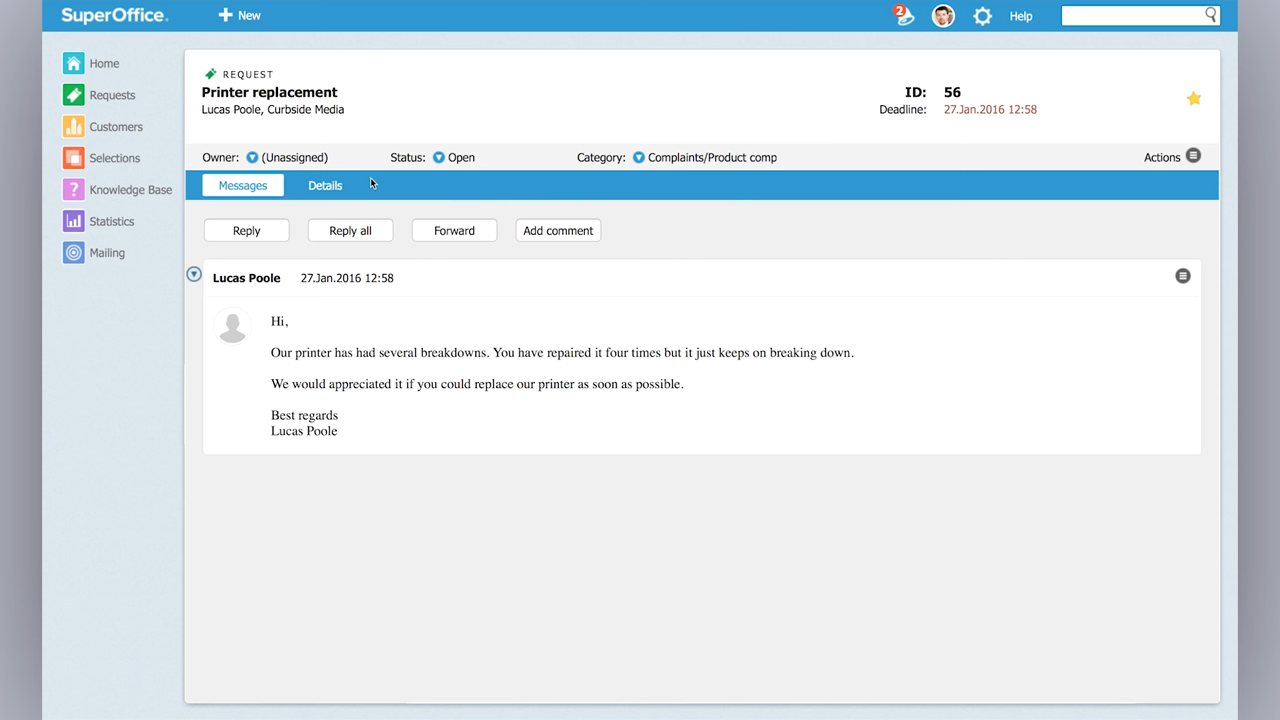 SuperOffice.
New
2
Help
Home
Requests
Customers
Selections
? Knowledge Base
Statistics
Mailing
REQUEST
Printer replacement
Lucas Poole, Curbside Media
ID: 56
Deadline: 27.Jan.2016 12:58
Owner: (Unassigned) Status: Open Category: Complaints/Product comp Actions
Messages Details
Reply Reply all Forward Add comment
Lucas Poole 27.Jan.2016 12:58
Hi,
Our printer has had several breakdowns. You have repaired it four times but it just keeps on breaking down.
We would appreciated it if you could replace our printer as soon as possible.
Best regards
Lucas Poole